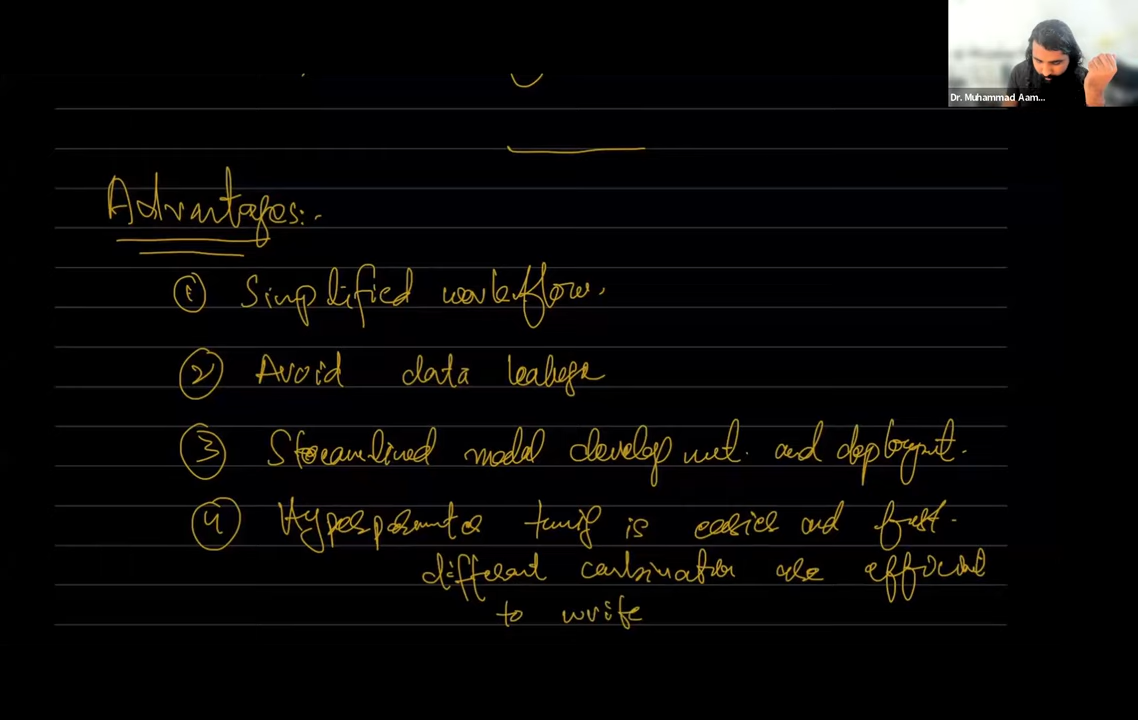 Dr. Muhammad Aam...
Advantages:-
① Simplified workflow.
② Avoid data leakage
③ Streamlined model development. and deployment.
④ Hyperparameter tuning is easier and fast.
different combination are efficient
to write